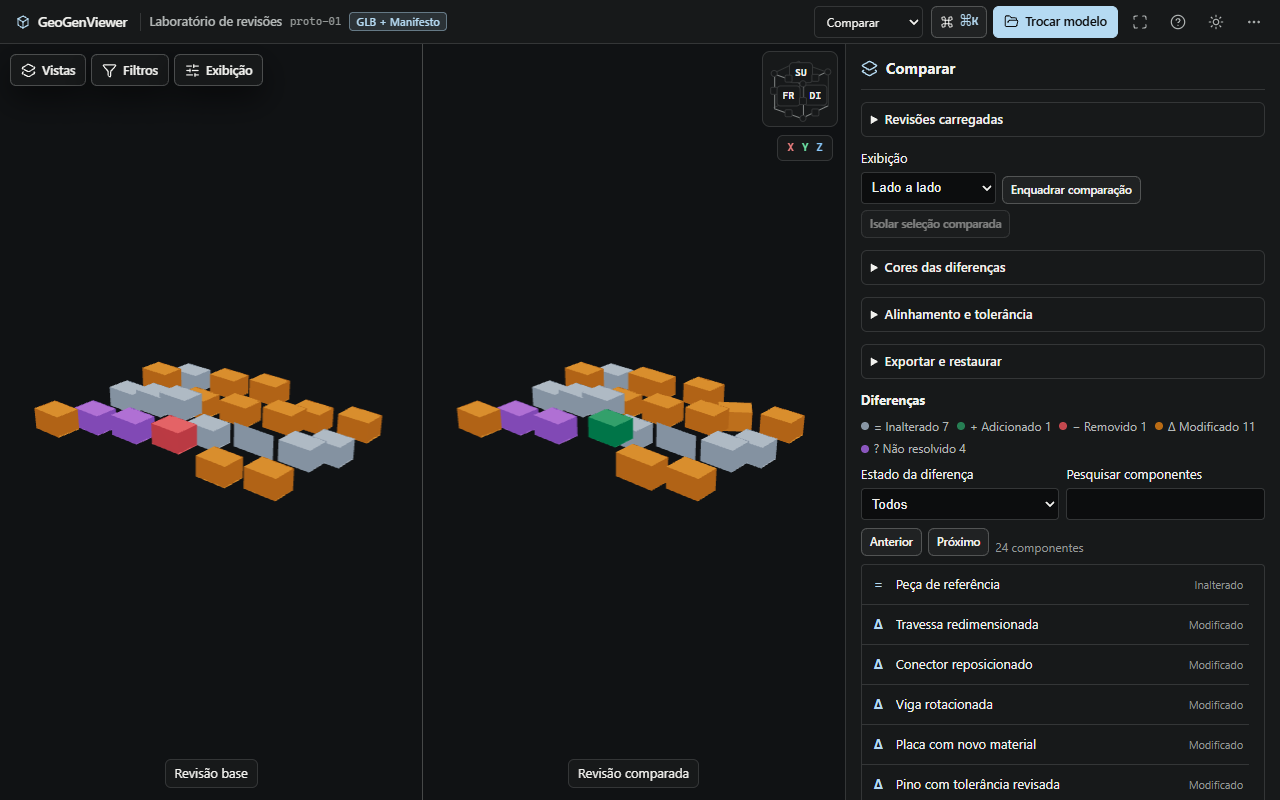 GeoGenViewer Laboratório de revisões proto-01 GLB + Manifesto Comparar ⌘ ⌘K Trocar modelo
Vistas Filtros Exibição
SU
FR DI
X Y Z
Revisão base
Revisão comparada
Comparar
Revisões carregadas
Exibição
Lado a lado Enquadrar comparação
Isolar seleção comparada
Cores das diferenças
Alinhamento e tolerância
Exportar e restaurar
Diferenças
= Inalterado 7 + Adicionado 1 − Removido 1 Δ Modificado 11
? Não resolvido 4
Estado da diferença Pesquisar componentes
Todos
Anterior Próximo 24 componentes
= Peça de referência Inalterado
Δ Travessa redimensionada Modificado
Δ Conector reposicionado Modificado
Δ Viga rotacionada Modificado
Δ Placa com novo material Modificado
Δ Pino com tolerância revisada Modificado